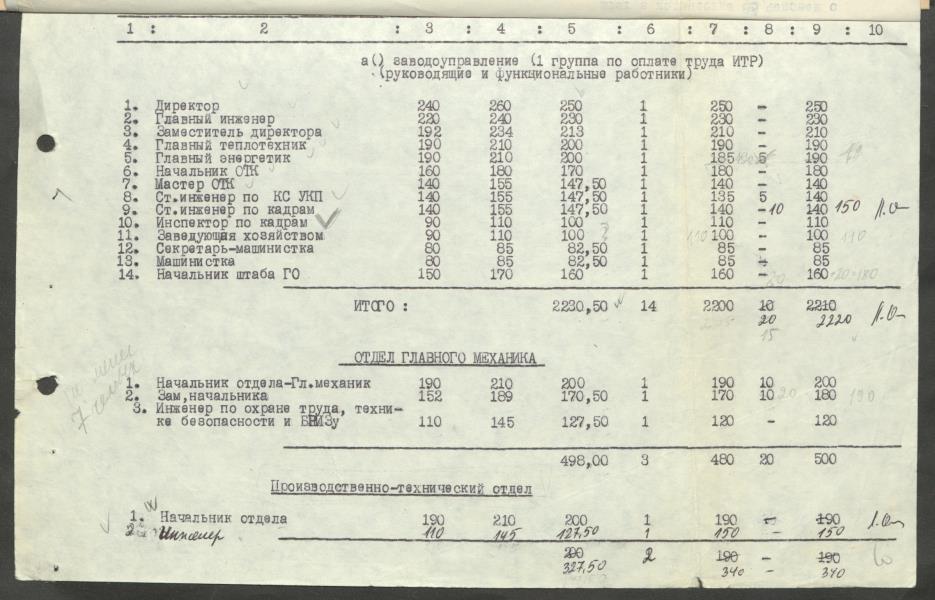 1 : 2 : 3 : 4 : 5 : 6 : 7 : 8 : 9 : 10
а() заводоуправление (1 группа по оплате труда ИТР)
(руководящие и функциональные работники)
1. Директор 240 260 250 1 250 - 250
2. Главный инженер 220 240 230 1 230 - 230
3. Заместитель директора 192 234 213 1 210 - 210
4. Главный теплотехник 190 210 200 1 190 - 190
5. Главный энергетик 190 210 200 1 185 5 190
6. Начальник ОТК 160 180 170 1 180 - 180
7. Мастер ОТК 140 155 147,50 1 140 - 140
8. Ст.инженер по КС УКП 140 155 147,50 1 135 5 140
9. Ст.инженер по кадрам 140 155 147,50 1 140 -10 140 150
10. Инспектор по кадрам 90 110 100 1 110 - 110
11. Заведующая хозяйством 90 110 100 ? 1 110 100 - 100 110
12. Секретарь-машинистка 80 85 82,50 1 85 - 85
13. Машинистка 80 85 82,50 1 85 - 85
14. Начальник штаба ГО 150 170 160 1 160 - 160
ИТОГО : 2230,50 14 2200 10 2210
20 2220
15
ОТДЕЛ ГЛАВНОГО МЕХАНИКА
1. Начальник отдела-Гл.механик 190 210 200 1 190 10 200
2. Зам,начальника 152 189 170,50 1 170 10 20 180 190
3. Инженер по охране труда, техни-
ке безопасности и БРИЗу 110 145 127,50 1 120 - 120
498,00 3 480 20 500
Производственно-технический отдел
1. Начальник отдела 190 210 200 1 190 - 190
2. Инженер 110 145 127,50 1 150 - 150
200 2 190 - 190
327,50 340 - 340